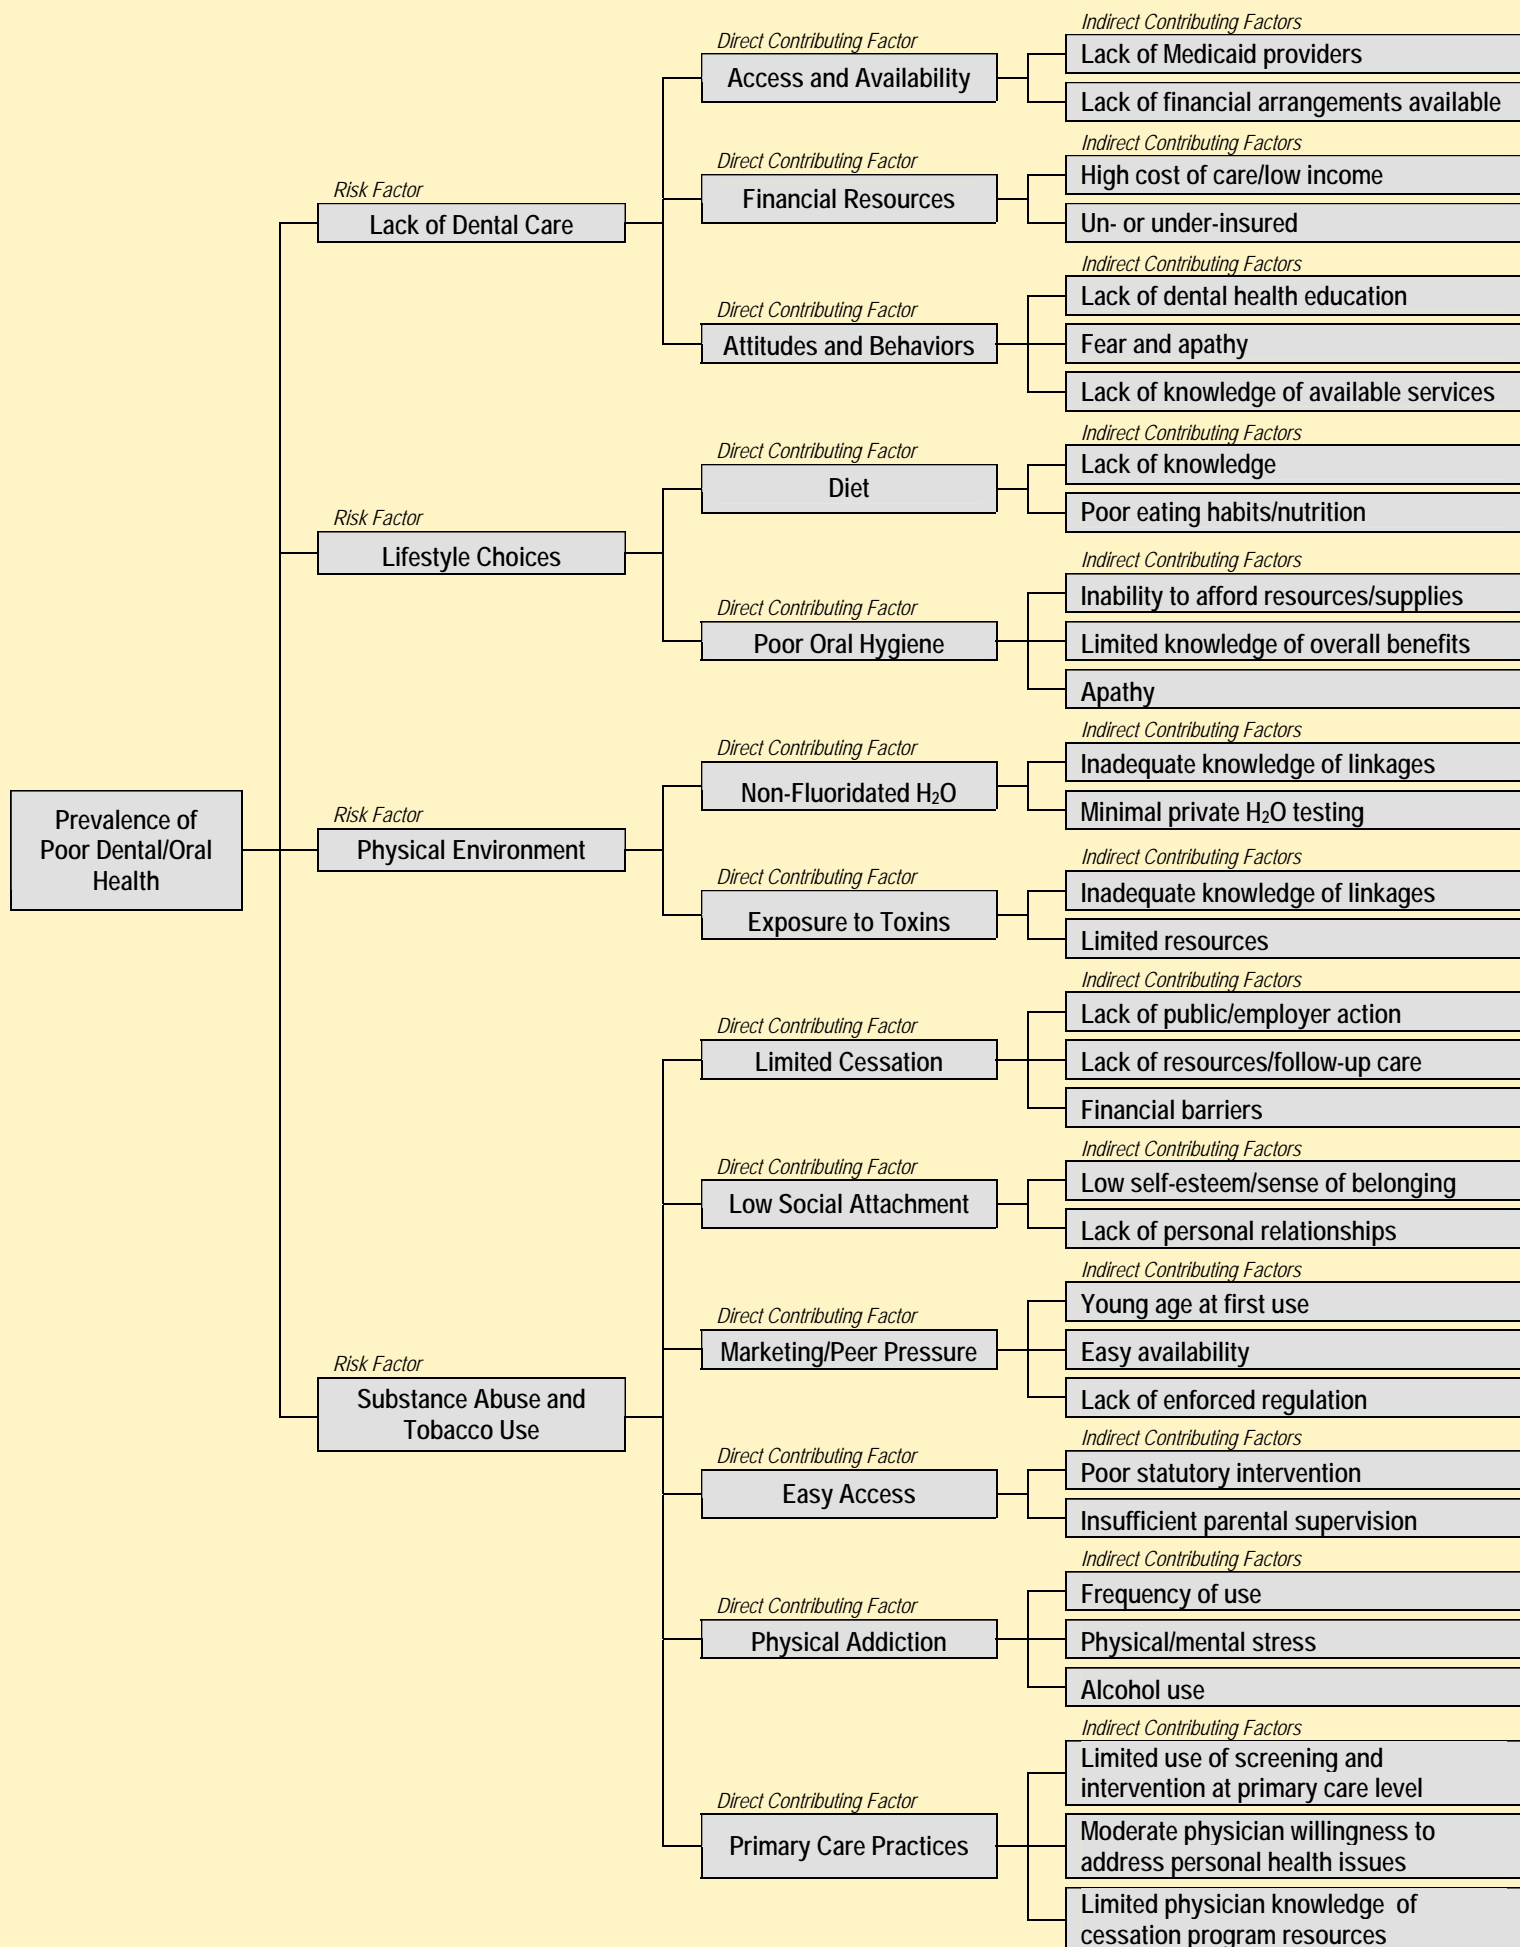 Prevalence of
Poor Dental/Oral
Health
Risk Factor
Lack of Dental Care
Direct Contributing Factor
Access and Availability
Indirect Contributing Factors
Lack of Medicaid providers
Lack of financial arrangements available
Direct Contributing Factor
Financial Resources
Indirect Contributing Factors
High cost of care/low income
Un- or under-insured
Direct Contributing Factor
Attitudes and Behaviors
Indirect Contributing Factors
Lack of dental health education
Fear and apathy
Lack of knowledge of available services
Risk Factor
Lifestyle Choices
Direct Contributing Factor
Diet
Indirect Contributing Factors
Lack of knowledge
Poor eating habits/nutrition
Direct Contributing Factor
Poor Oral Hygiene
Indirect Contributing Factors
Inability to afford resources/supplies
Limited knowledge of overall benefits
Apathy
Risk Factor
Physical Environment
Direct Contributing Factor
Non-Fluoridated H₂O
Indirect Contributing Factors
Inadequate knowledge of linkages
Minimal private H₂O testing
Direct Contributing Factor
Exposure to Toxins
Indirect Contributing Factors
Inadequate knowledge of linkages
Limited resources
Risk Factor
Substance Abuse and
Tobacco Use
Direct Contributing Factor
Limited Cessation
Indirect Contributing Factors
Lack of public/employer action
Lack of resources/follow-up care
Financial barriers
Direct Contributing Factor
Low Social Attachment
Indirect Contributing Factors
Low self-esteem/sense of belonging
Lack of personal relationships
Direct Contributing Factor
Marketing/Peer Pressure
Indirect Contributing Factors
Young age at first use
Easy availability
Lack of enforced regulation
Direct Contributing Factor
Easy Access
Indirect Contributing Factors
Poor statutory intervention
Insufficient parental supervision
Direct Contributing Factor
Physical Addiction
Indirect Contributing Factors
Frequency of use
Physical/mental stress
Alcohol use
Direct Contributing Factor
Primary Care Practices
Indirect Contributing Factors
Limited use of screening and
intervention at primary care level
Moderate physician willingness to
address personal health issues
Limited physician knowledge of
cessation program resources